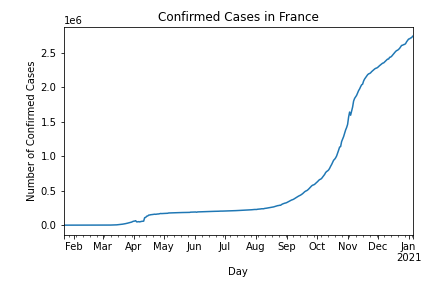 Confirmed Cases in France
1e6
2.5
2.0
1.5
1.0
0.5
0.0
Number of Confirmed Cases
Feb Mar Apr May Jun Jul Aug Sep Oct Nov Dec Jan
2021
Day